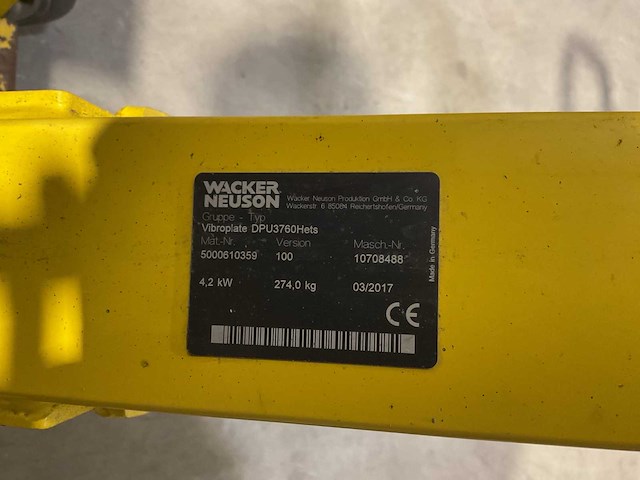 WACKER
NEUSON
Wacker Neuson Produktion GmbH & Co. KG
Wackerstr. 6 85084 Reichertshofen/Germany
Gruppe - Typ
Vibroplate DPU3760Hets
Mat.-Nr. Version Masch.-Nr.
5000610359 100 10708488
4,2 kW 274,0 kg 03/2017
CE
Made in Germany